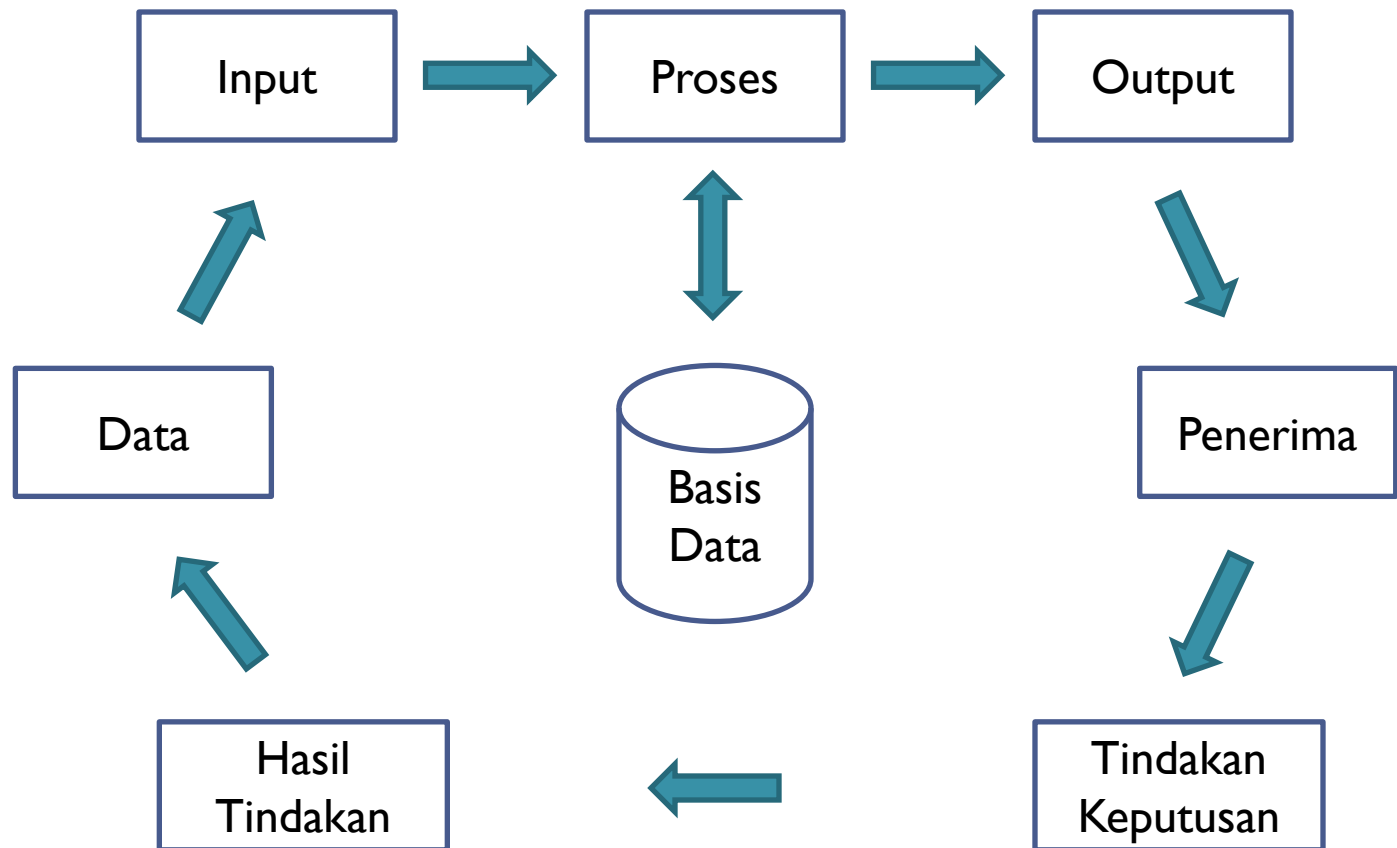 Input
Proses
Output
Data
Basis
Data
Penerima
Hasil
Tindakan
Tindakan
Keputusan